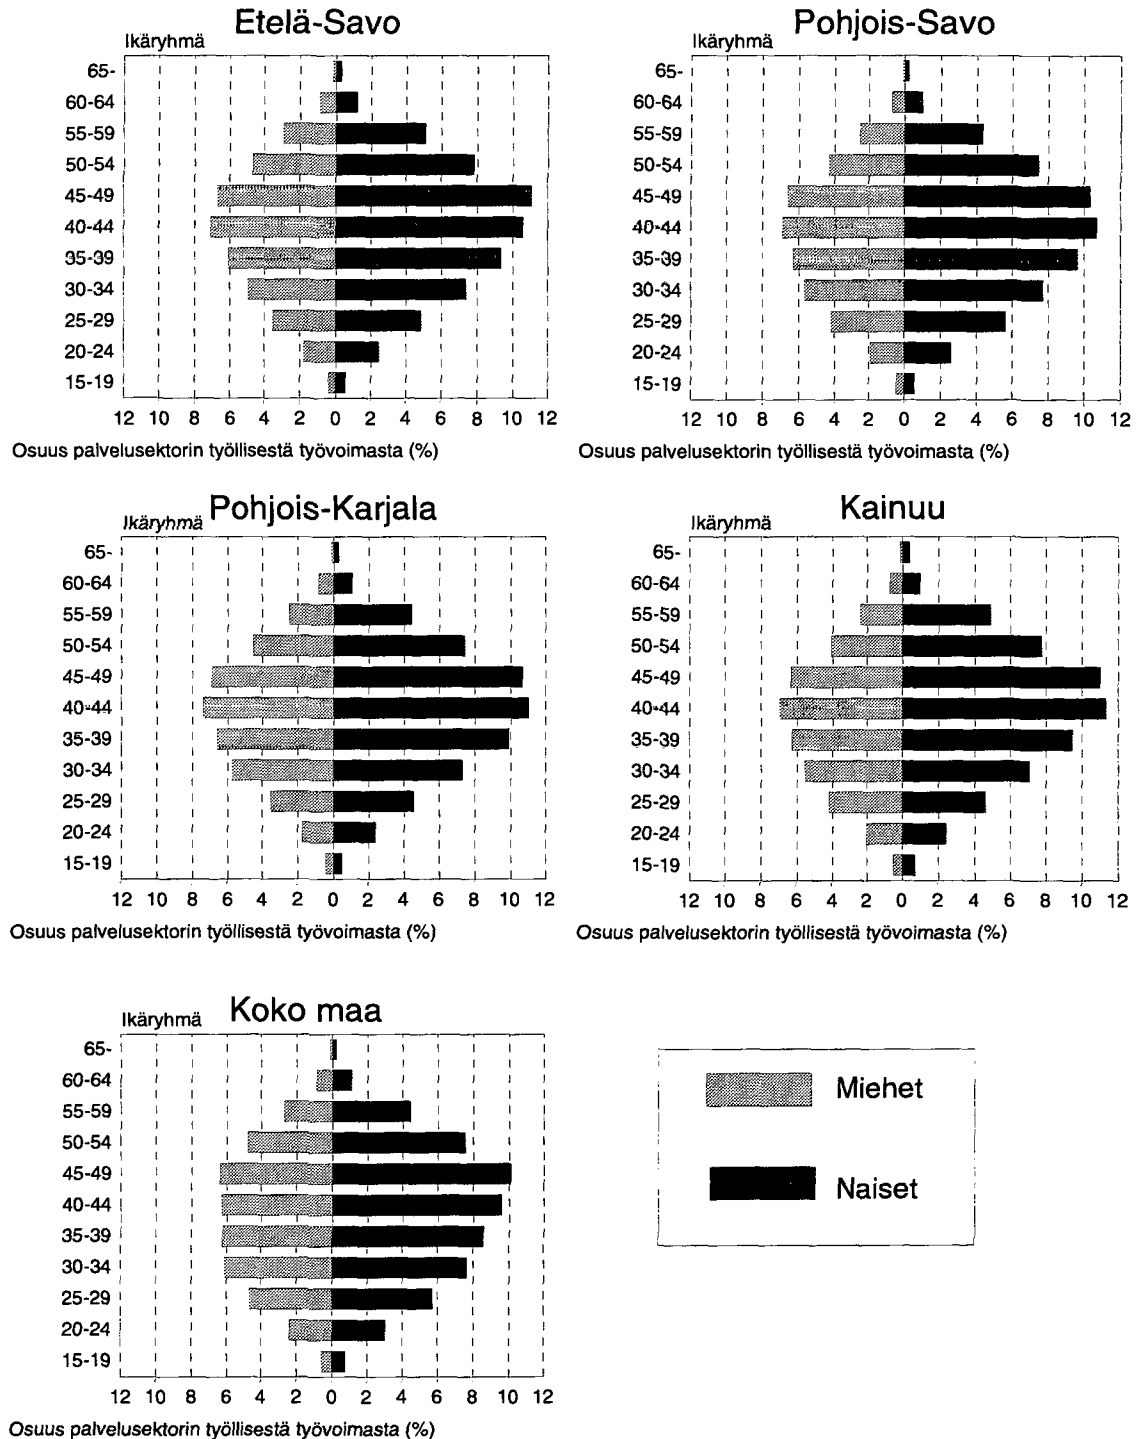 Etelä-Savo
Ikäryhmä
65-
60-64
55-59
50-54
45-49
40-44
35-39
30-34
25-29
20-24
15-19
12 10 8 6 4 2 0 2 4 6 8 10 12
Osuus palvelusektorin työllisestä työvoimasta (%)
Pohjois-Savo
Ikäryhmä
65-
60-64
55-59
50-54
45-49
40-44
35-39
30-34
25-29
20-24
15-19
12 10 8 6 4 2 0 2 4 6 8 10 12
Osuus palvelusektorin työllisestä työvoimasta (%)
Pohjois-Karjala
Ikäryhmä
65-
60-64
55-59
50-54
45-49
40-44
35-39
30-34
25-29
20-24
15-19
12 10 8 6 4 2 0 2 4 6 8 10 12
Osuus palvelusektorin työllisestä työvoimasta (%)
Kainuu
Ikäryhmä
65-
60-64
55-59
50-54
45-49
40-44
35-39
30-34
25-29
20-24
15-19
12 10 8 6 4 2 0 2 4 6 8 10 12
Osuus palvelusektorin työllisestä työvoimasta (%)
Koko maa
Ikäryhmä
65-
60-64
55-59
50-54
45-49
40-44
35-39
30-34
25-29
20-24
15-19
12 10 8 6 4 2 0 2 4 6 8 10 12
Osuus palvelusektorin työllisestä työvoimasta (%)
Miehet
Naiset